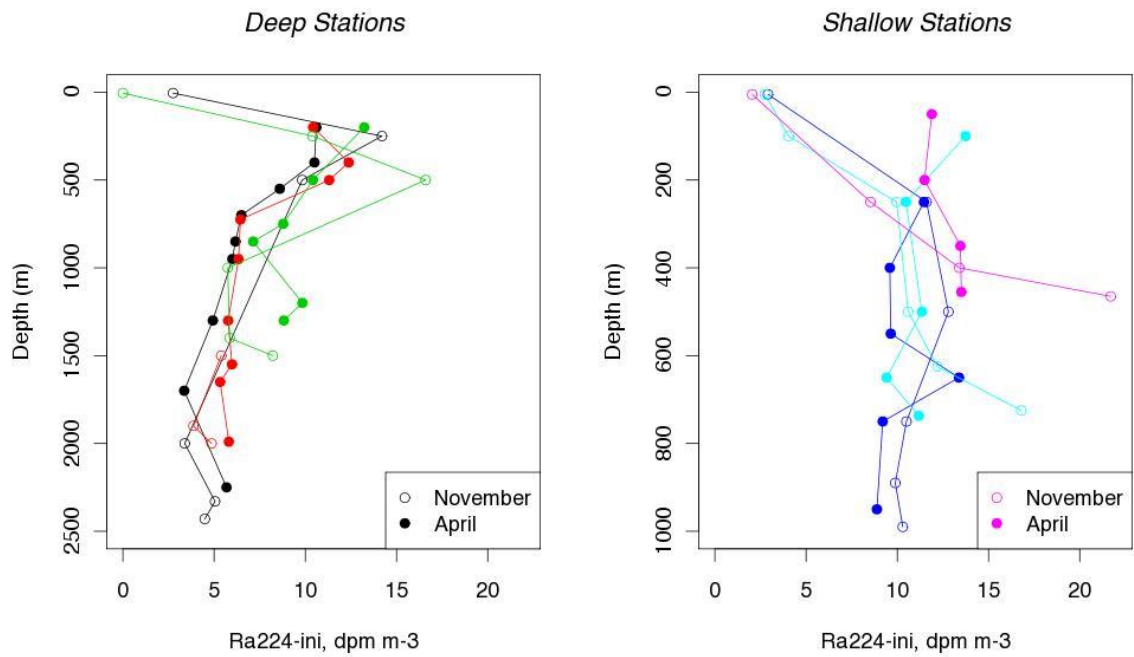 Deep Stations
0
500
1000
1500
2000
2500
Depth (m)
0 5 10 15 20
Ra224-ini, dpm m-3
November
April
Shallow Stations
0
200
400
600
800
1000
Depth (m)
0 5 10 15 20
Ra224-ini, dpm m-3
November
April